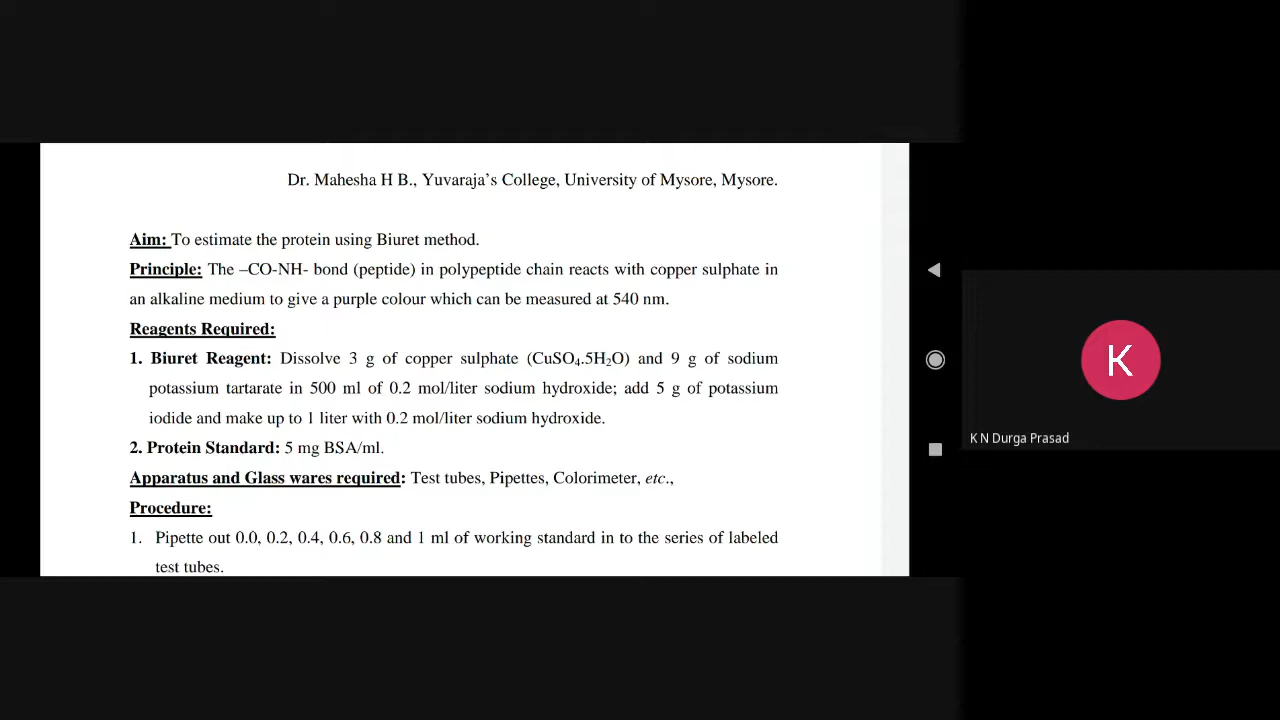 Dr. Mahesha H B., Yuvaraja's College, University of Mysore, Mysore.
Aim: To estimate the protein using Biuret method.
Principle: The –CO-NH- bond (peptide) in polypeptide chain reacts with copper sulphate in
an alkaline medium to give a purple colour which can be measured at 540 nm.
Reagents Required:
1. Biuret Reagent: Dissolve 3 g of copper sulphate (CuSO₄.5H₂O) and 9 g of sodium
potassium tartarate in 500 ml of 0.2 mol/liter sodium hydroxide; add 5 g of potassium
iodide and make up to 1 liter with 0.2 mol/liter sodium hydroxide.
2. Protein Standard: 5 mg BSA/ml.
Apparatus and Glass wares required: Test tubes, Pipettes, Colorimeter, etc.,
Procedure:
1. Pipette out 0.0, 0.2, 0.4, 0.6, 0.8 and 1 ml of working standard in to the series of labeled
test tubes.
K
K N Durga Prasad